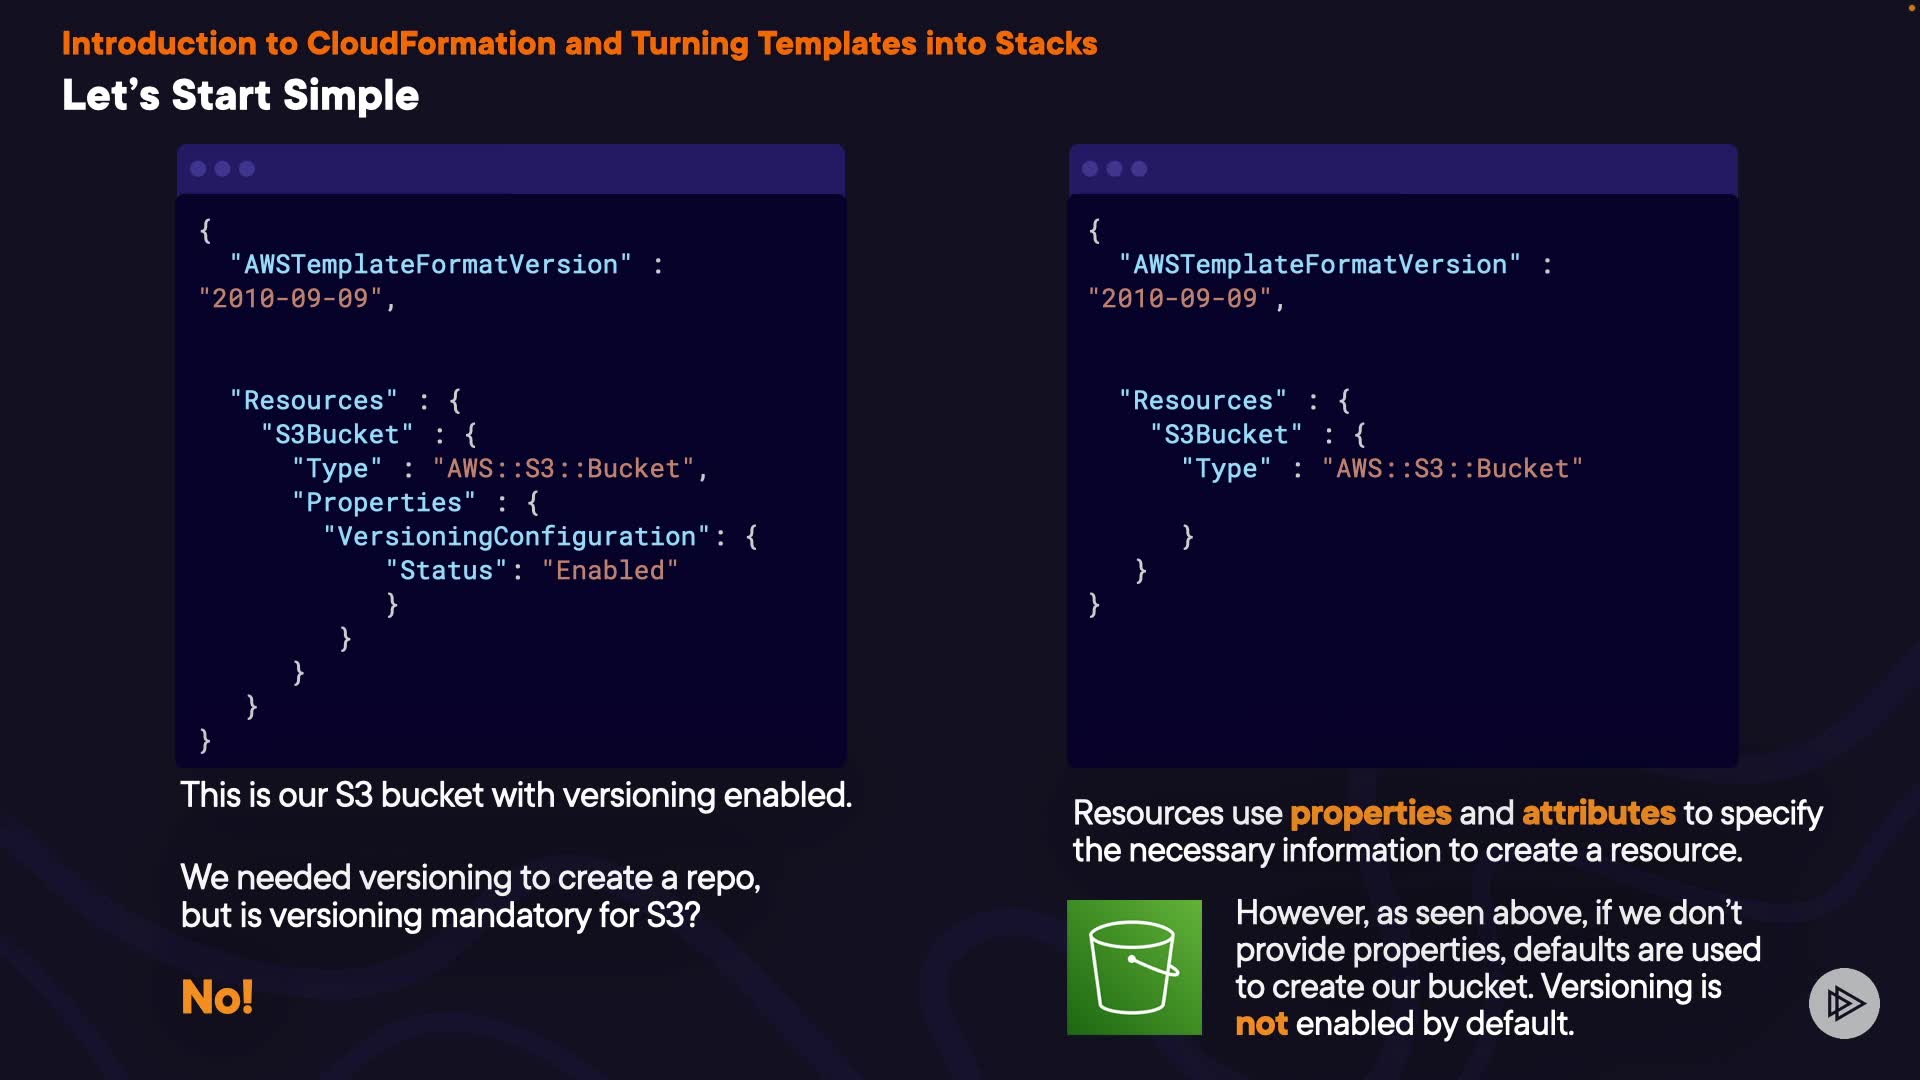 Introduction to CloudFormation and Turning Templates into Stacks
Let’s Start Simple
{
  "AWSTemplateFormatVersion" :
"2010-09-09",
  "Resources" : {
    "S3Bucket" : {
      "Type" : "AWS::S3::Bucket",
      "Properties" : {
        "VersioningConfiguration": {
            "Status": "Enabled"
            }
         }
      }
   }
}
This is our S3 bucket with versioning enabled.
We needed versioning to create a repo,
but is versioning mandatory for S3?
No!
{
  "AWSTemplateFormatVersion" :
"2010-09-09",
  "Resources" : {
    "S3Bucket" : {
      "Type" : "AWS::S3::Bucket"
      }
   }
}
Resources use properties and attributes to specify
the necessary information to create a resource.
However, as seen above, if we don’t
provide properties, defaults are used
to create our bucket. Versioning is
not enabled by default.